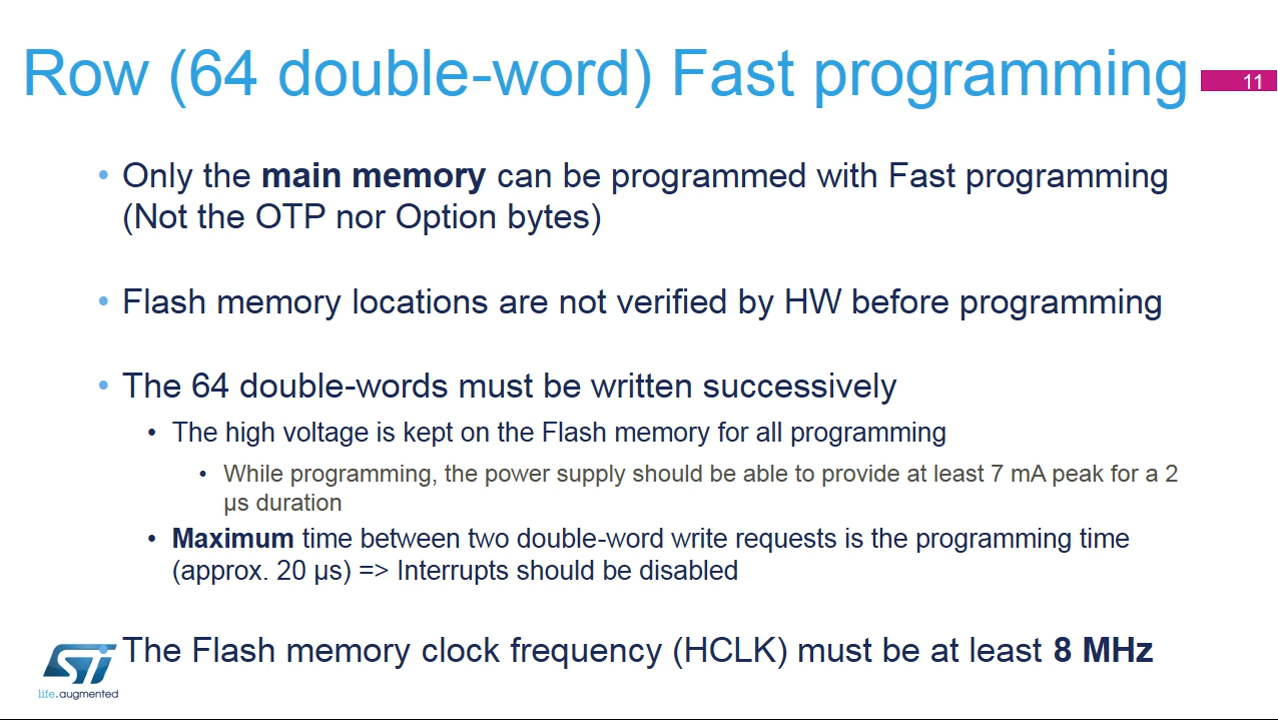 Row (64 double-word) Fast programming
11
• Only the main memory can be programmed with Fast programming
(Not the OTP nor Option bytes)
• Flash memory locations are not verified by HW before programming
• The 64 double-words must be written successively
• The high voltage is kept on the Flash memory for all programming
• While programming, the power supply should be able to provide at least 7 mA peak for a 2
µs duration
• Maximum time between two double-word write requests is the programming time
(approx. 20 µs) => Interrupts should be disabled
• The Flash memory clock frequency (HCLK) must be at least 8 MHz
ST
life.augmented